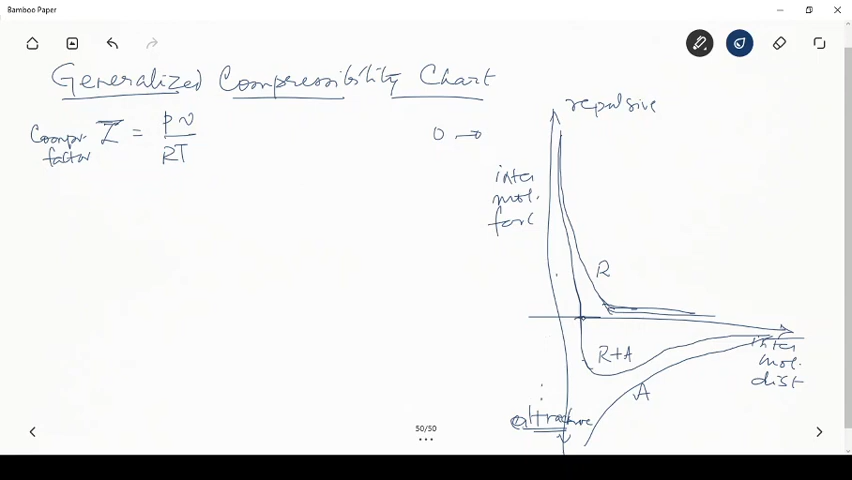 Bamboo Paper
Generalized Compressibility Chart
Compr. Z = pv
factor RT
0 →
repulsive
inter
mol.
forc
R
R+A
A
inter
mol.
dist
attractive
50/50